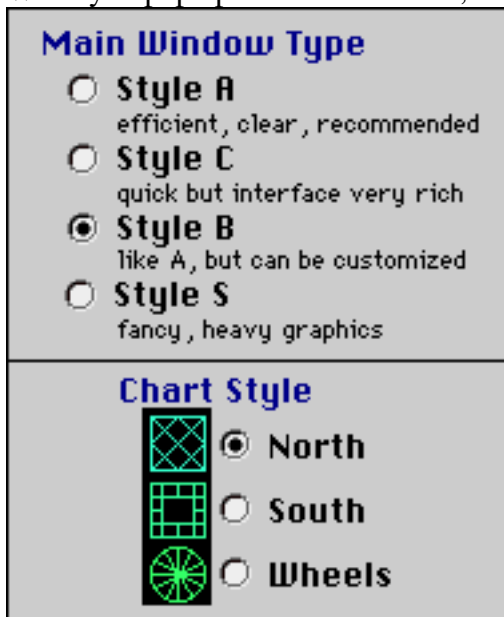 Main Window Type
Style A
efficient, clear, recommended
Style C
quick but interface very rich
Style B
like A, but can be customized
Style S
fancy, heavy graphics
Chart Style
North
South
Wheels